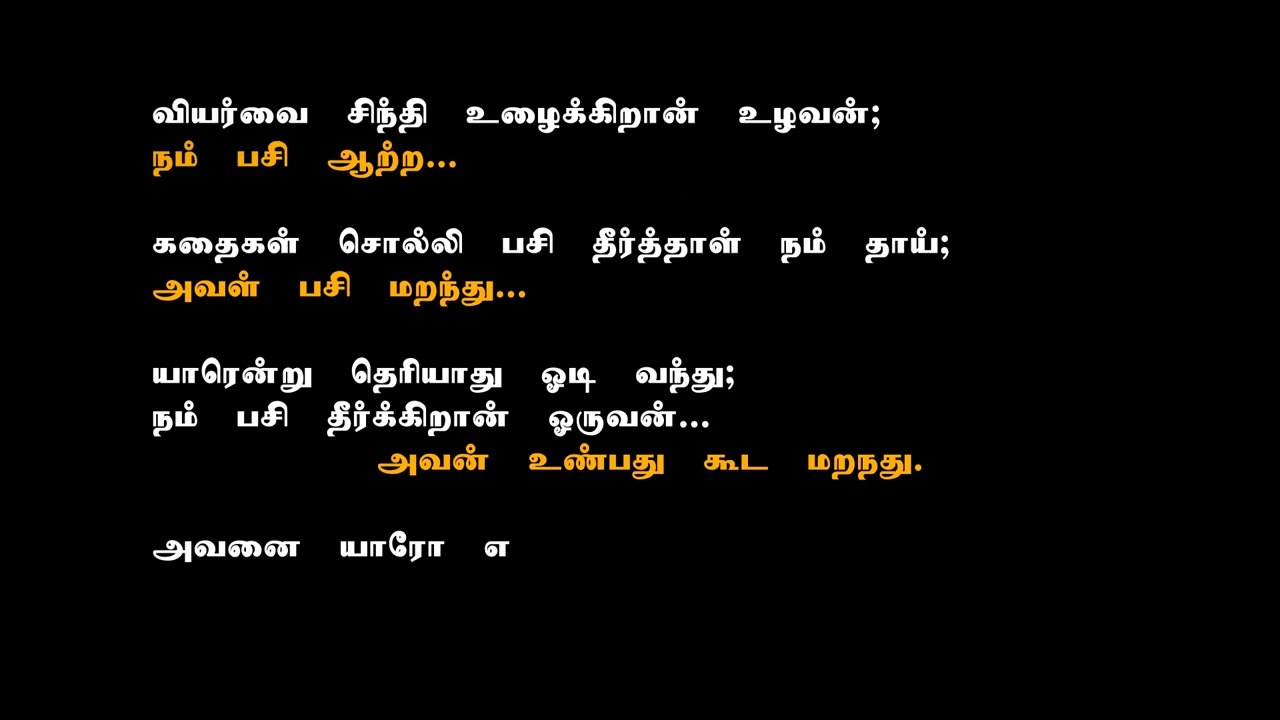 வியர்வை சிந்தி உழைக்கிறான் உழவன்;
நம் பசி ஆற்ற...
கதைகள் சொல்லி பசி தீர்த்தாள் நம் தாய்;
அவள் பசி மறந்து...
யாரென்று தெரியாது ஓடி வந்து;
நம் பசி தீர்க்கிறான் ஒருவன்...
அவன் உண்பது கூட மறநது.
அவனை யாரோ எ